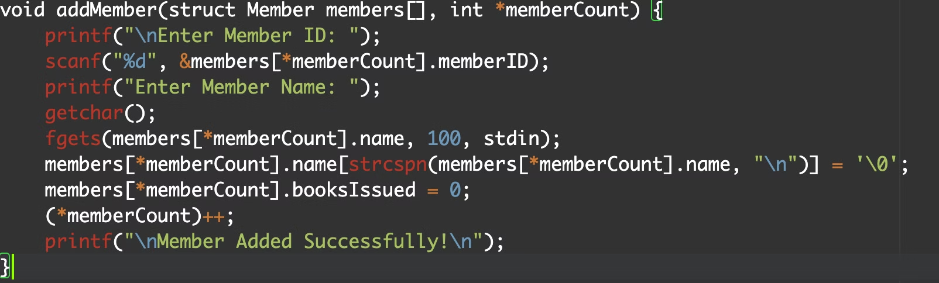 void addMember(struct Member members[], int *memberCount) {
    printf("\nEnter Member ID: ");
    scanf("%d", &members[*memberCount].memberID);
    printf("Enter Member Name: ");
    getchar();
    fgets(members[*memberCount].name, 100, stdin);
    members[*memberCount].name[strcspn(members[*memberCount].name, "\n")] = '\0';
    members[*memberCount].booksIssued = 0;
    (*memberCount)++;
    printf("\nMember Added Successfully!\n");
}